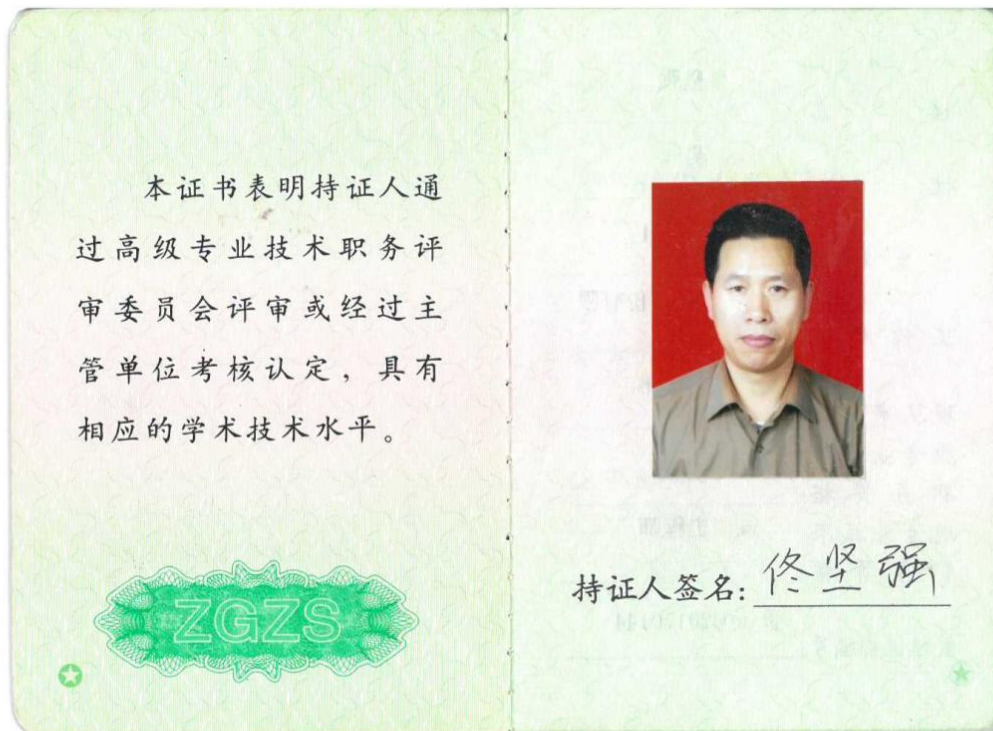 本证书表明持证人通
过高级专业技术职务评
审委员会评审或经过主
管单位考核认定，具有
相应的学术技术水平。
ZGZS
持证人签名：佟坚强